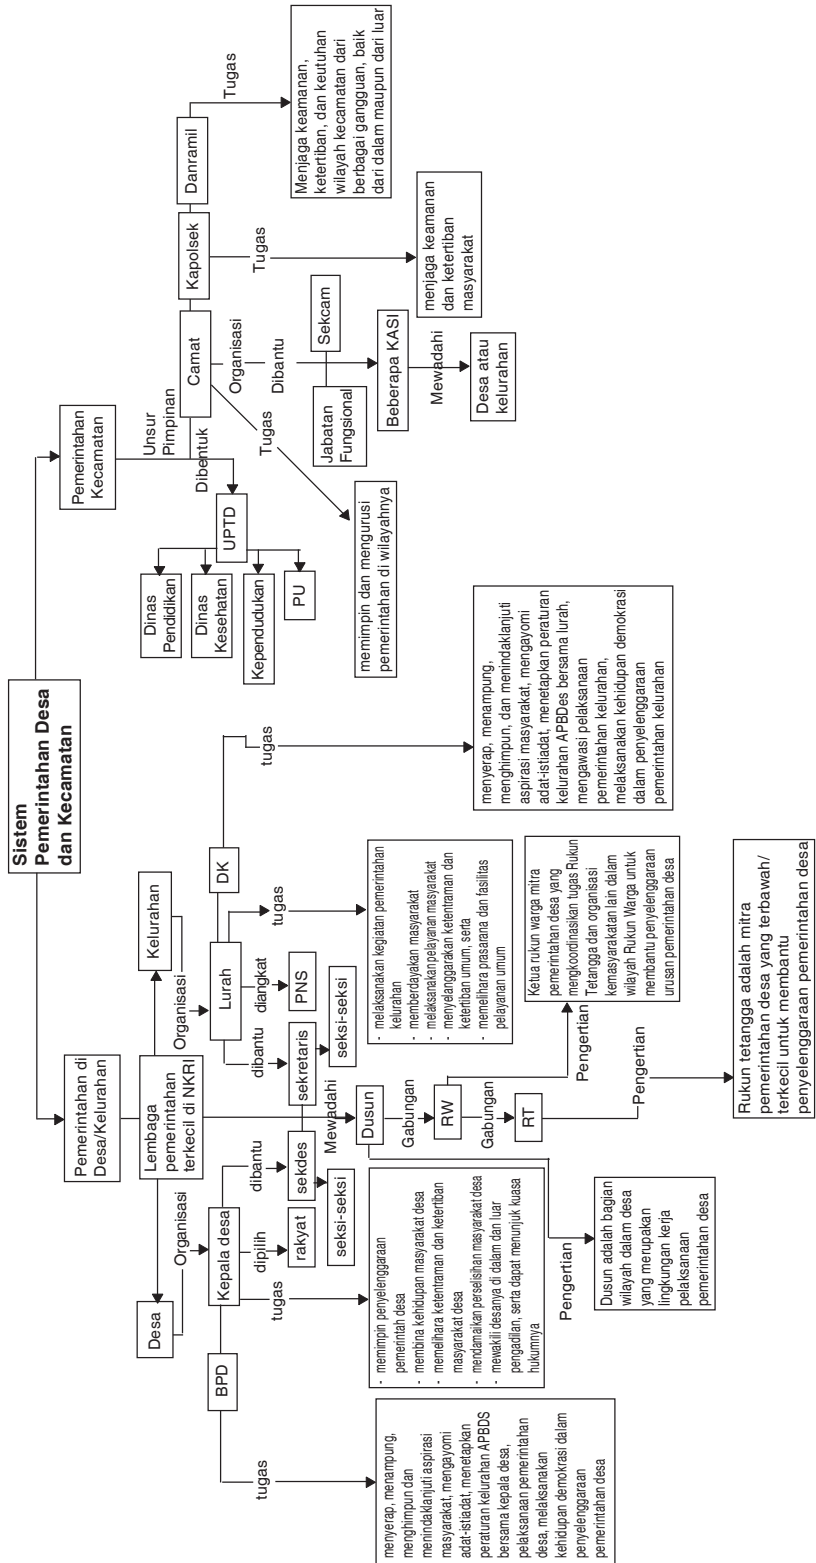 Sistem
Pemerintahan Desa
dan Kecamatan
Pemerintahan di
Desa/Kelurahan
Lembaga
pemerintahan
terkecil di NKRI
Desa
Organisasi
Kelurahan
Organisasi
BPD
tugas
menyerap, menampung,
menghimpun dan
menindaklanjuti aspirasi
masyarakat, mengayomi
adat-istiadat, menetapkan
peraturan kelurahan APBDS
bersama kepala desa,
pelaksanaan pemerintahan
desa, melaksanakan
kehidupan demokrasi dalam
penyelenggaraan
pemerintahan desa
Kepala desa
tugas
dipilih
dibantu
rakyat
sekdes
seksi-seksi
- memimpin penyelenggaraan
pemerintah desa
- membina kehidupan masyarakat desa
- memelihara ketentraman dan ketertiban
masyarakat desa
- mendamaikan perselisihan masyarakat desa
- mewakili desanya di dalam dan luar
pengadilan, serta dapat menunjuk kuasa
hukumnya
Mewadahi
Dusun
Gabungan
RW
Gabungan
RT
Pengertian
Dusun adalah bagian
wilayah dalam desa
yang merupakan
lingkungan kerja
pelaksanaan
pemerintahan desa
Pengertian
Ketua rukun warga mitra
pemerintahan desa yang
mengkoordinasikan tugas Rukun
Tetangga dan organisasi
kemasyarakatan lain dalam
wilayah Rukun Warga untuk
membantu penyelenggaraan
urusan pemerintahan desa
Pengertian
Rukun tetangga adalah mitra
pemerintahan desa yang terbawah/
terkecil untuk membantu
penyelenggaraan pemerintahan desa
Lurah
dibantu
diangkat
tugas
sekretaris
seksi-seksi
PNS
- melaksanakan kegiatan pemerintahan
kelurahan
- memberdayakan masyarakat
- melaksanakan pelayanan masyarakat
- menyelanggarakan ketentraman dan
ketertiban umum, serta
- memelihara prasarana dan fasilitas
pelayanan umum
DK
tugas
menyerap, menampung,
menghimpun, dan menindaklanjuti
aspirasi masyarakat, mengayomi
adat-istiadat, menetapkan peraturan
kelurahan APBDes bersama lurah,
mengawasi pelaksanaan
pemerintahan kelurahan,
melaksanakan kehidupan demokrasi
dalam penyelenggaraan
pemerintahan kelurahan
Pemerintahan
Kecamatan
Unsur
Pimpinan
Dibentuk
UPTD
Dinas
Pendidikan
Dinas
Kesehatan
Kependudukan
PU
Camat
Tugas
memimpin dan mengurusi
pemerintahan di wilayahnya
Organisasi
Dibantu
Jabatan
Fungsional
Sekcam
Beberapa KASI
Mewadahi
Desa atau
kelurahan
Kapolsek
Tugas
menjaga keamanan
dan ketertiban
masyarakat
Danramil
Tugas
Menjaga keamanan,
ketertiban, dan keutuhan
wilayah kecamatan dari
berbagai gangguan, baik
dari dalam maupun dari luar